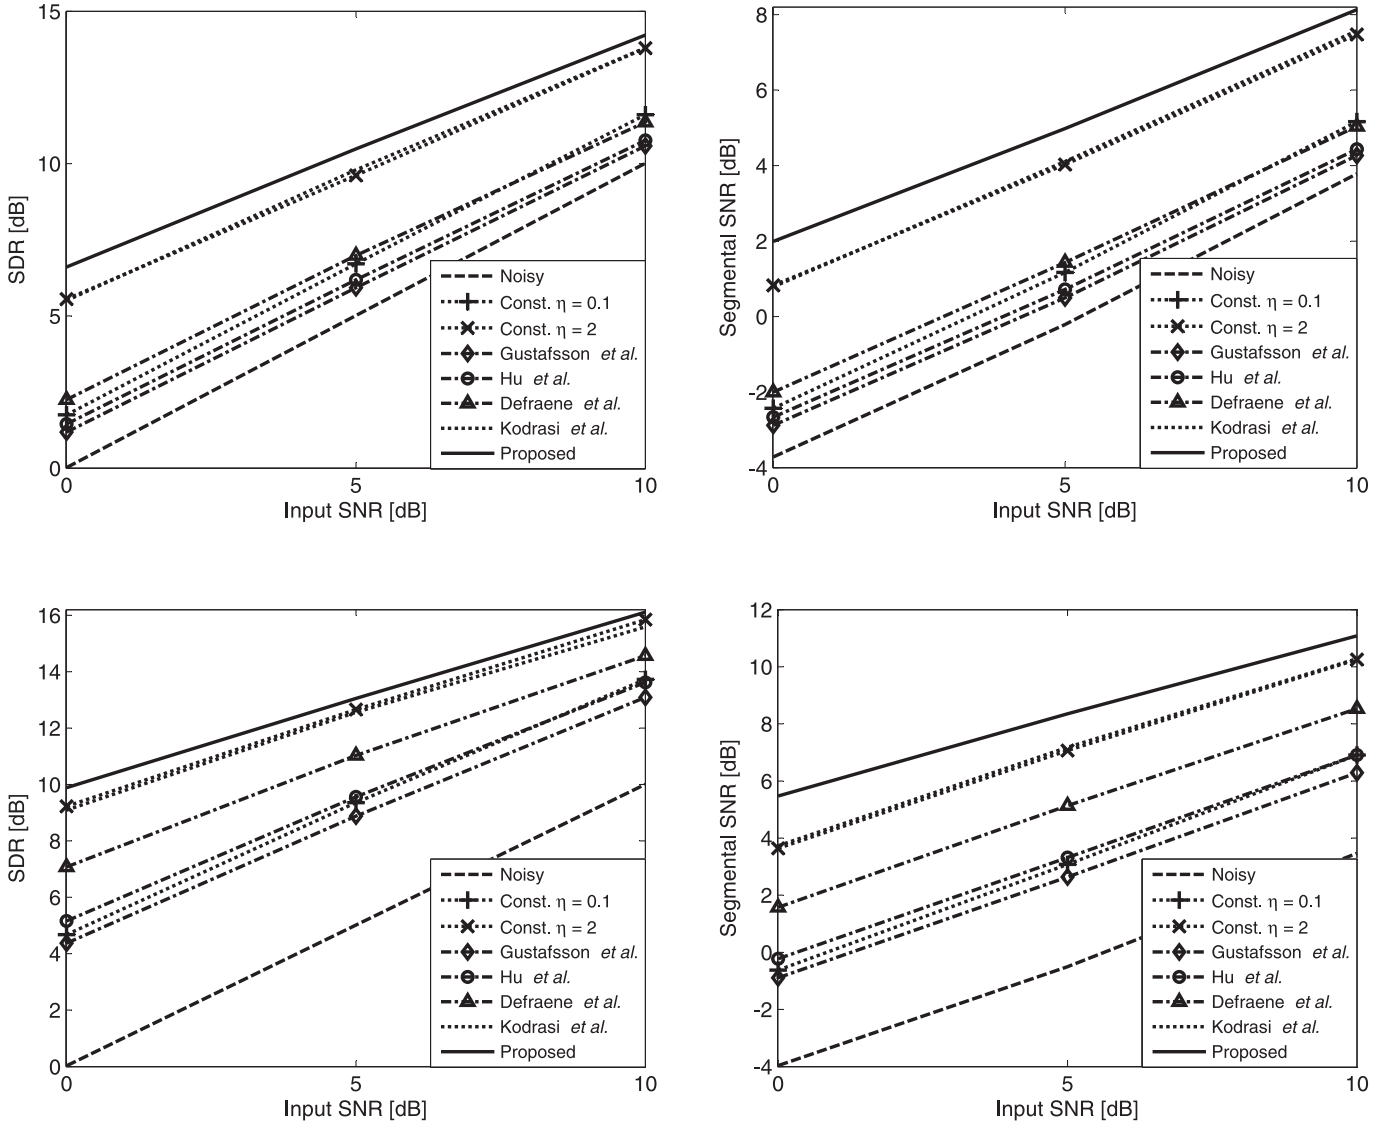 15
10
5
0
SDR [dB]
0
5
10
Input SNR [dB]
Noisy
Const. η = 0.1
Const. η = 2
Gustafsson et al.
Hu et al.
Defraene et al.
Kodrasi et al.
Proposed
8
6
4
2
0
-2
-4
Segmental SNR [dB]
0
5
10
Input SNR [dB]
Noisy
Const. η = 0.1
Const. η = 2
Gustafsson et al.
Hu et al.
Defraene et al.
Kodrasi et al.
Proposed
16
14
12
10
8
6
4
2
0
SDR [dB]
0
5
10
Input SNR [dB]
Noisy
Const. η = 0.1
Const. η = 2
Gustafsson et al.
Hu et al.
Defraene et al.
Kodrasi et al.
Proposed
12
10
8
6
4
2
0
-2
-4
Segmental SNR [dB]
0
5
10
Input SNR [dB]
Noisy
Const. η = 0.1
Const. η = 2
Gustafsson et al.
Hu et al.
Defraene et al.
Kodrasi et al.
Proposed